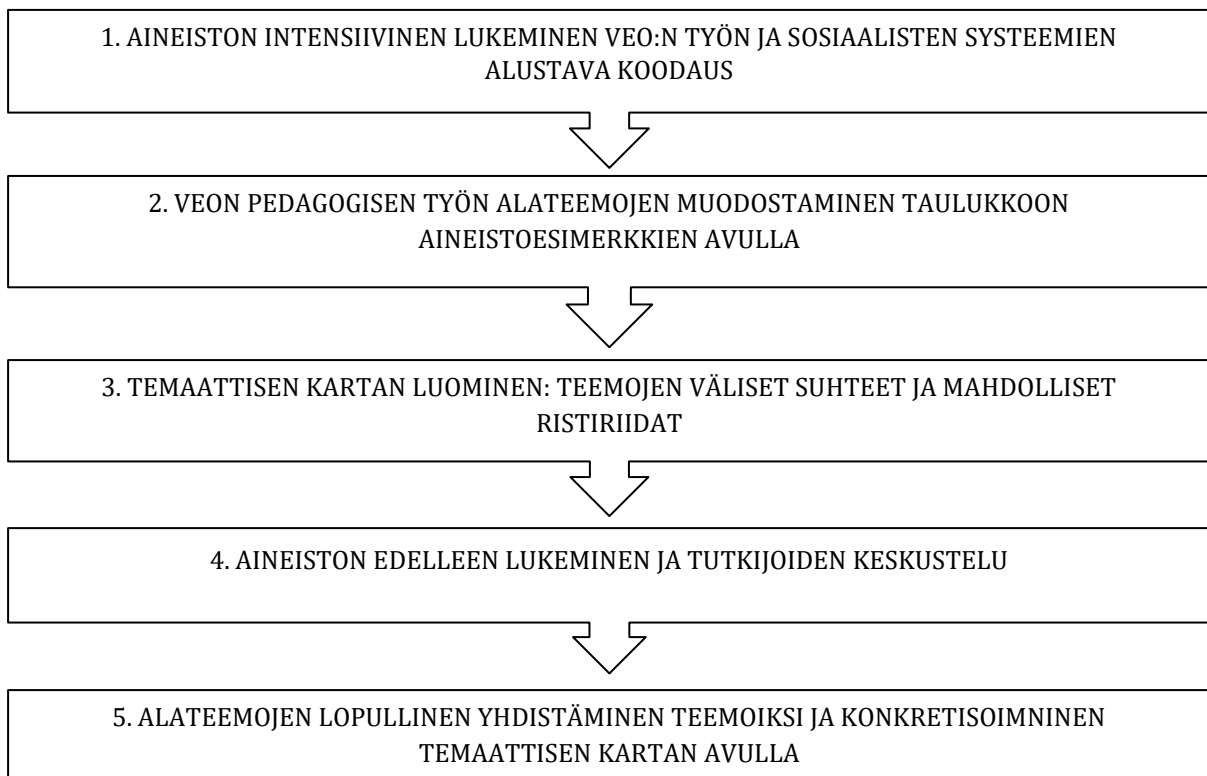 1. AINEISTON INTENSIIVINEN LUKEMINEN VEO:N TYÖN JA SOSIAALISTEN SYSTEEMIEN
ALUSTAVA KOODAUS
2. VEON PEDAGOGISEN TYÖN ALATEEMOJEN MUODOSTAMINEN TAULUKKOON
AINEISTOESIMERKKIEN AVULLA
3. TEMAATTISEN KARTAN LUOMINEN: TEEMOJEN VÄLISET SUHTEET JA MAHDOLLISET
RISTIRIIDAT
4. AINEISTON EDELLEEN LUKEMINEN JA TUTKIJOIDEN KESKUSTELU
5. ALATEEMOJEN LOPULLINEN YHDISTÄMINEN TEEMOIKSI JA KONKRETISOIMNINEN
TEMAATTISEN KARTAN AVULLA